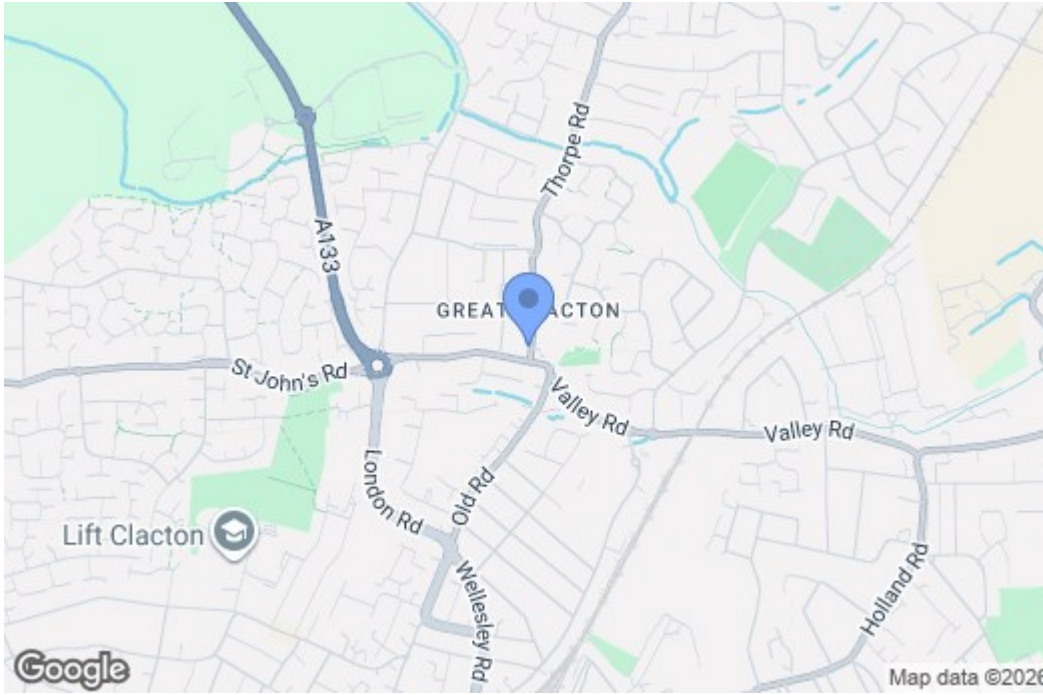 Thorpe Rd
A133
GREAT ACTON
St John's Rd
Valley Rd
Valley Rd
London Rd
Old Rd
Lift Clacton
Wellesley Rd
Holland Rd
Google
Map data ©2026